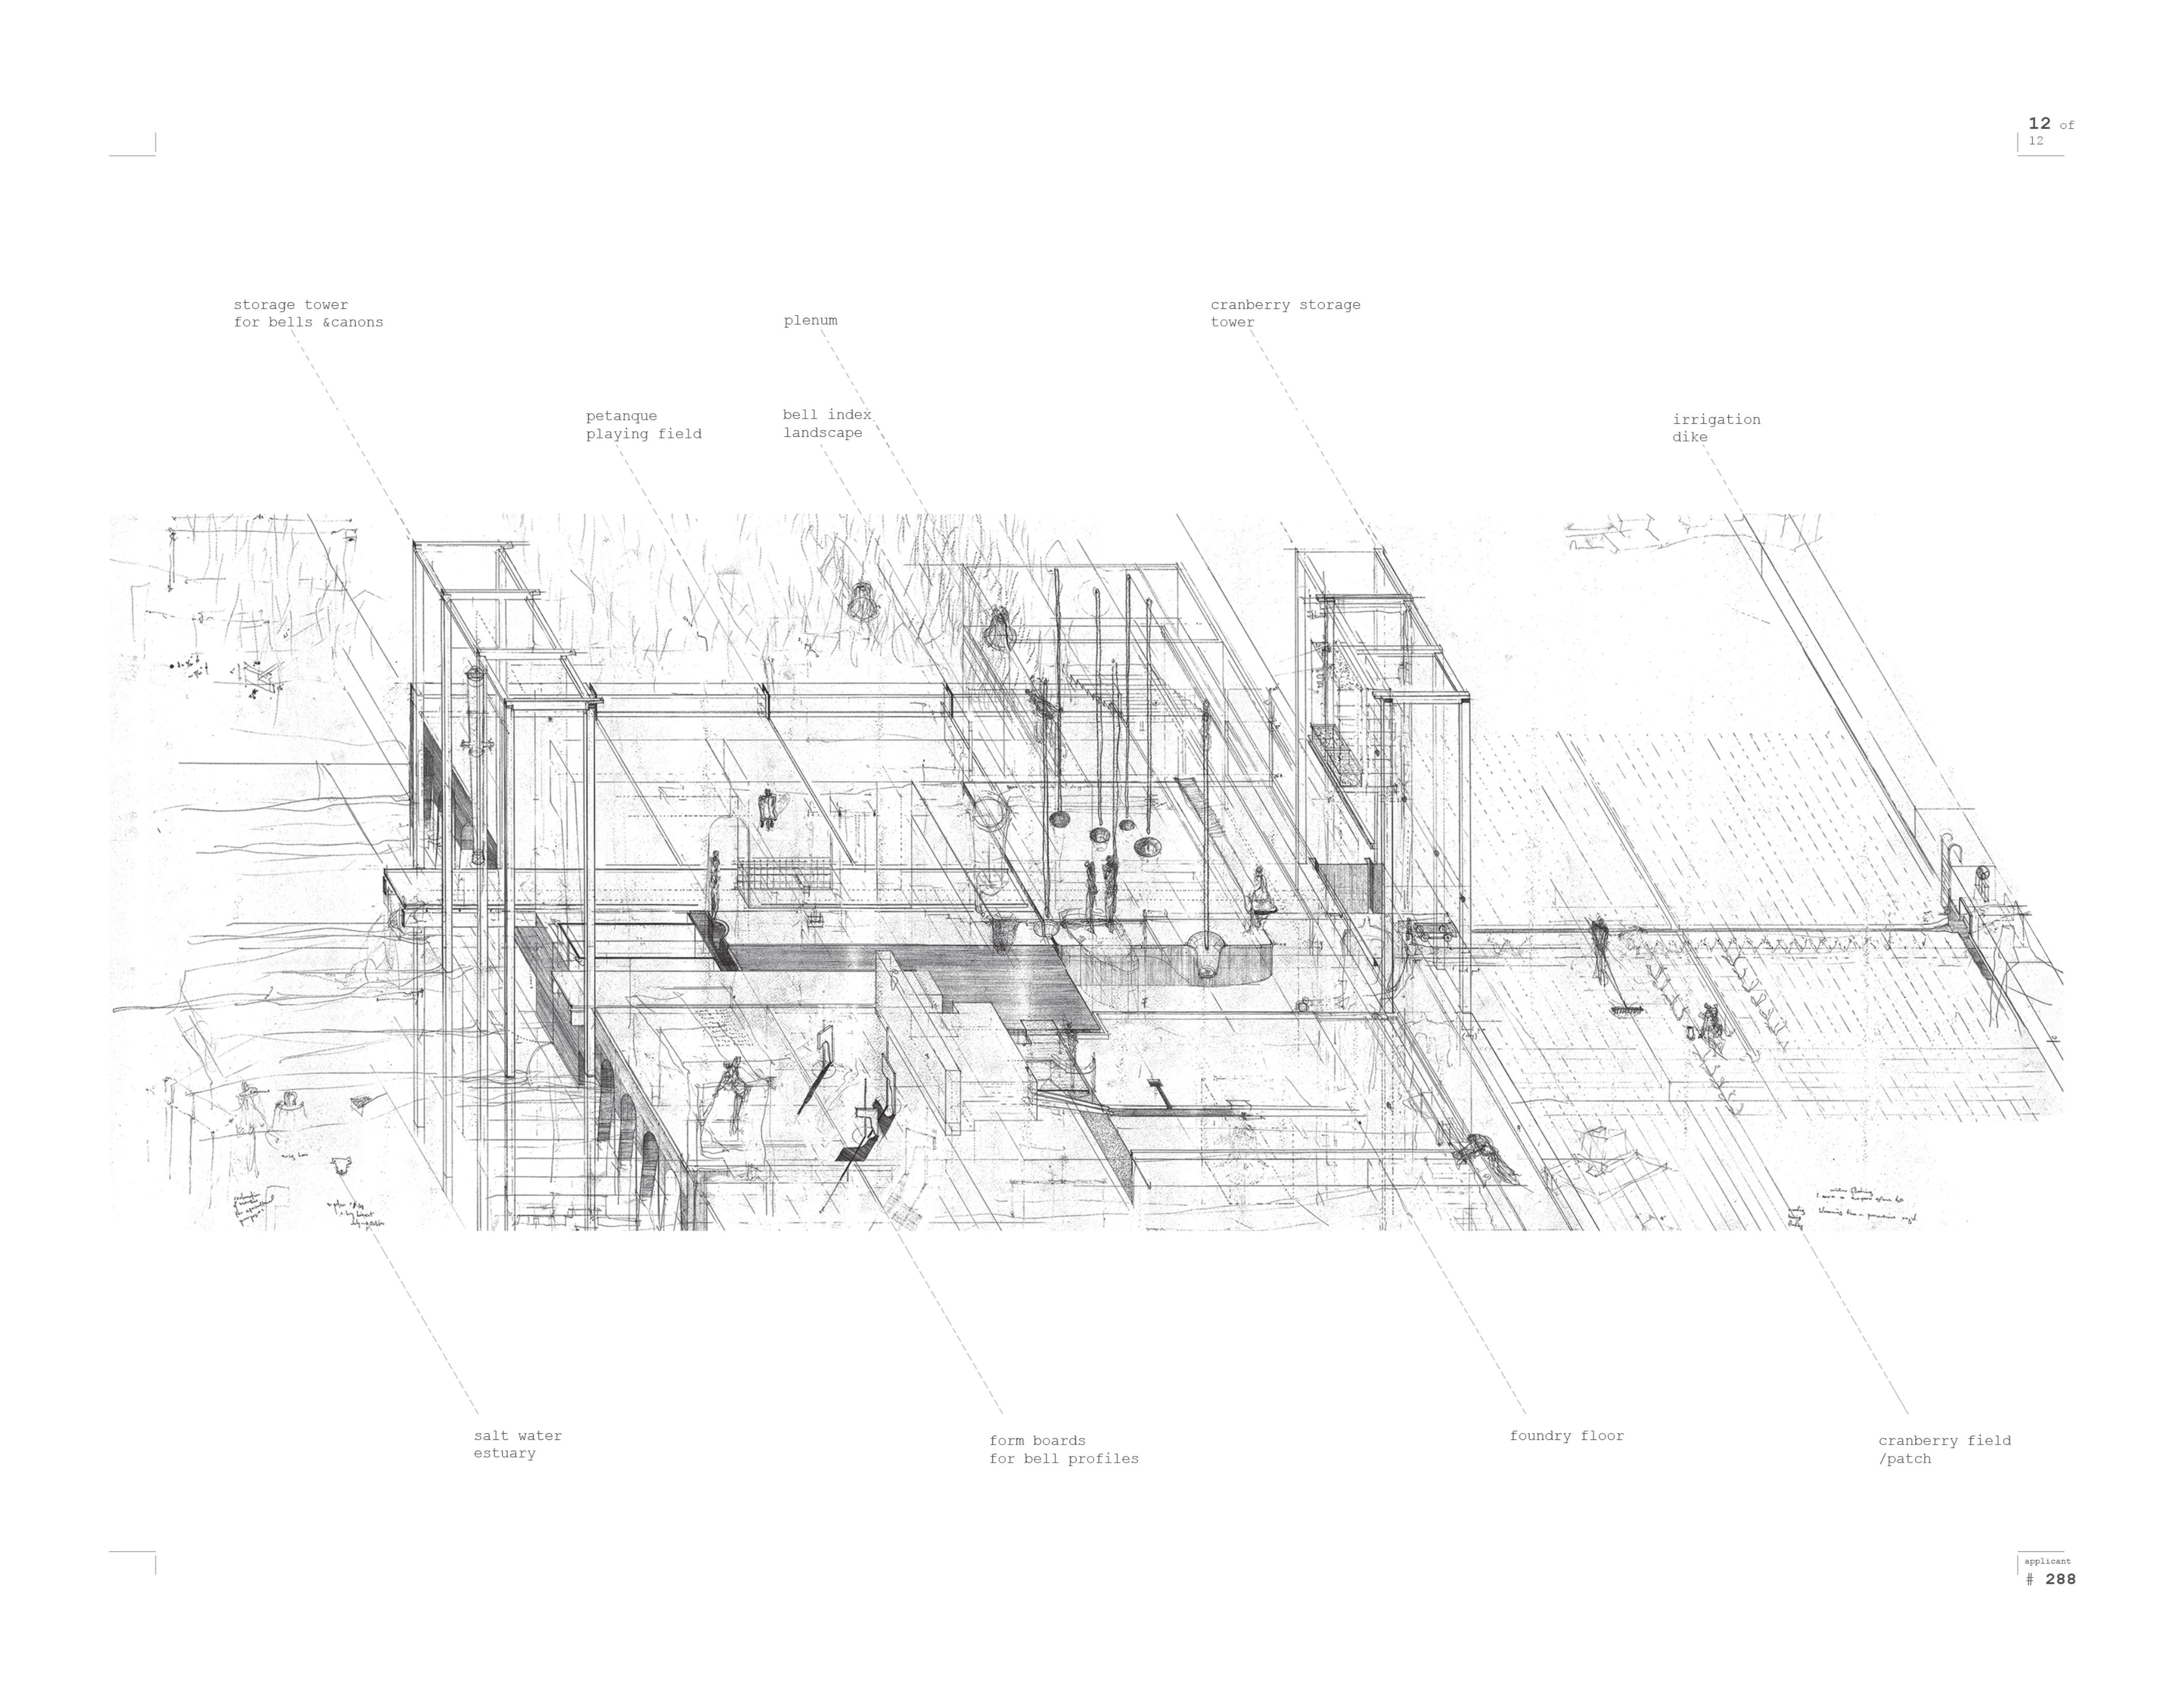 12 of
12
storage tower
for bells &canons
plenum
cranberry storage
tower
petanque
playing field
bell index
landscape
irrigation
dike
salt water
estuary
form boards
for bell profiles
foundry floor
cranberry field
/patch
applicant
# 288